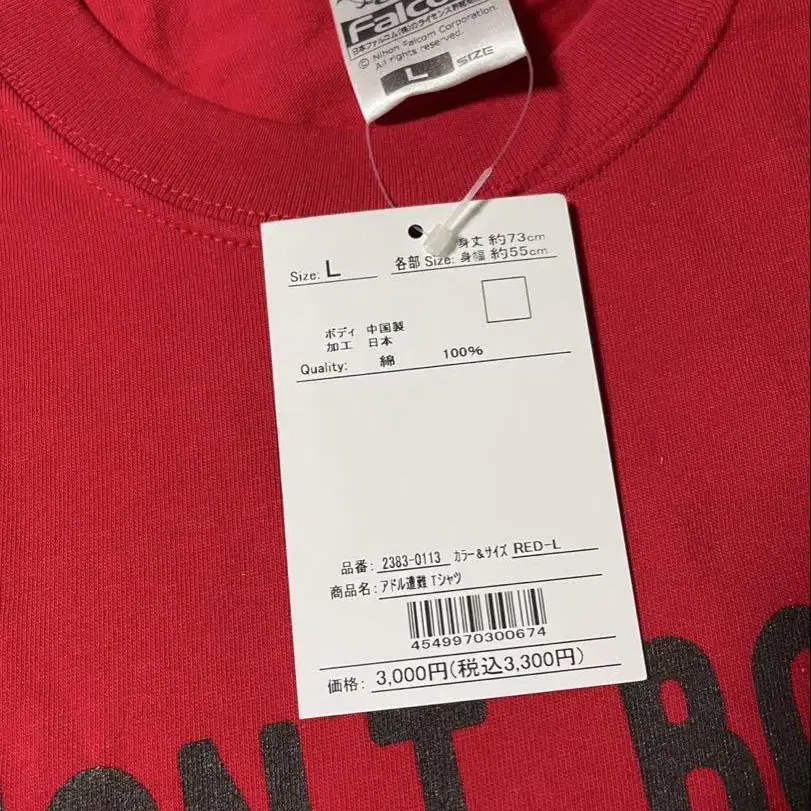 Falcom
日本ファルコム(株)のライセンス許諾
© Nihon Falcom Corporation.
All rights reserved.
L SIZE
Size: L
各部 Size: 身丈 約73cm
身幅 約55cm
ボディ 中国製
加工 日本
Quality: 綿 100%
品番: 2383-0113 カラー&サイズ RED-L
商品名: アドル遭難 Tシャツ
4549970300674
価格: 3,000円(税込3,300円)
ON'T BO